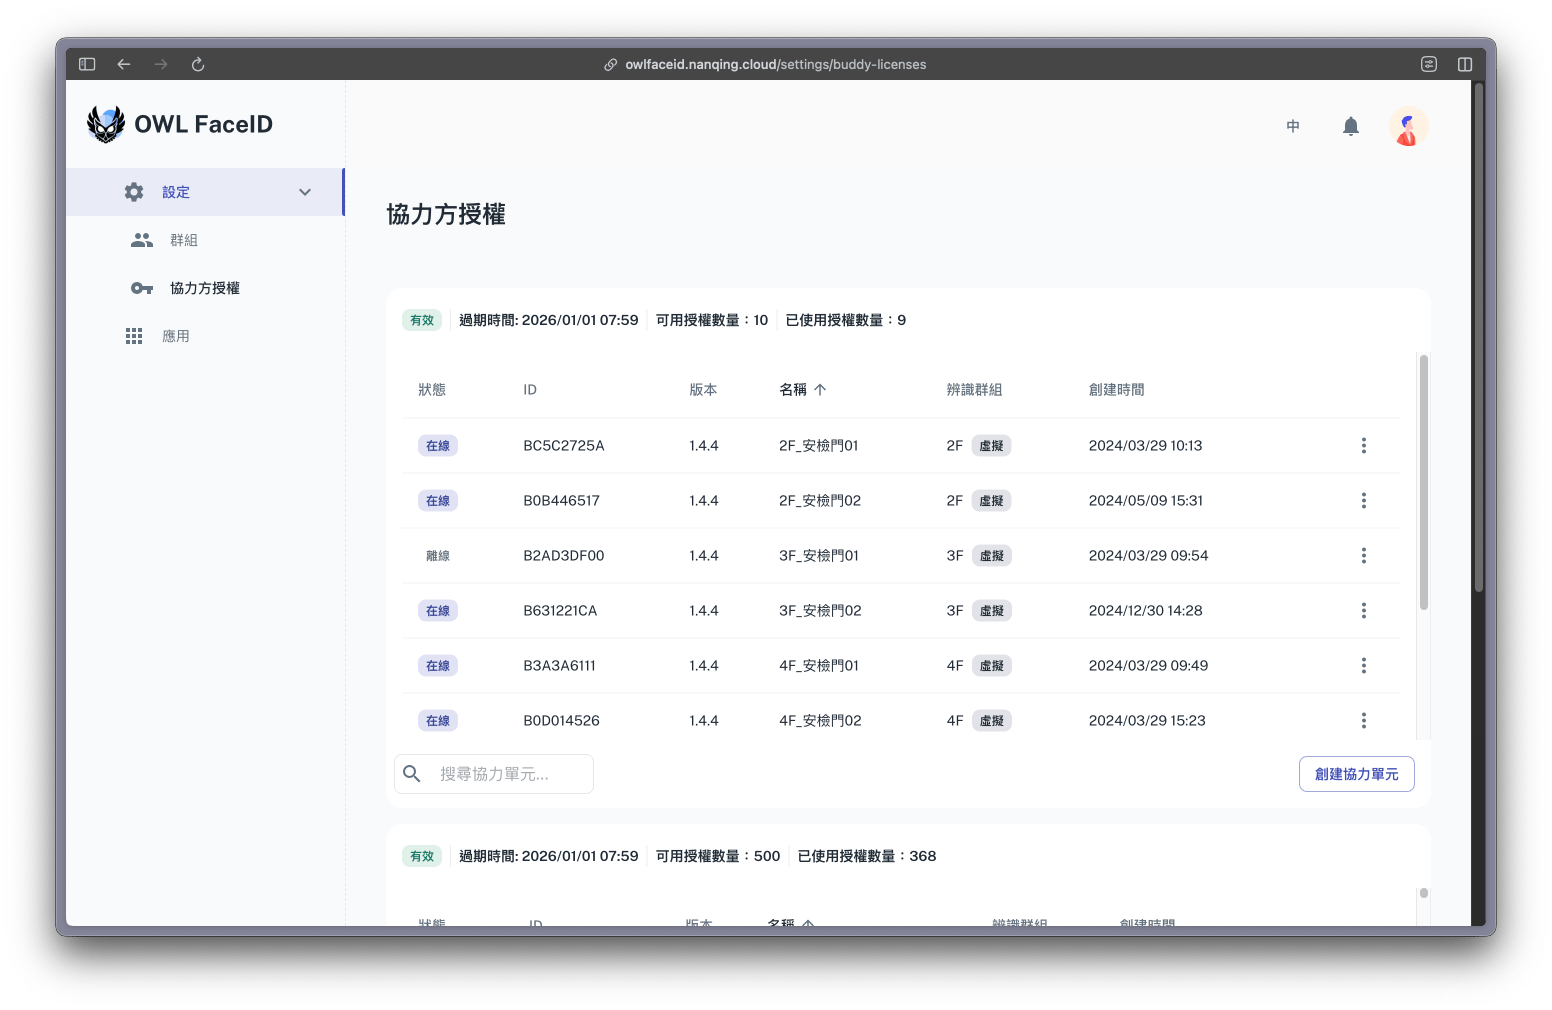 owlfaceid.nanqing.cloud/settings/buddy-licenses
OWL FaceID
中
設定
群組
協力方授權
應用
協力方授權
有效 過期時間: 2026/01/01 07:59 可用授權數量：10 已使用授權數量：9
狀態 ID 版本 名稱 辨識群組 創建時間
在線 BC5C2725A 1.4.4 2F_安檢門01 2F 虛擬 2024/03/29 10:13
在線 B0B446517 1.4.4 2F_安檢門02 2F 虛擬 2024/05/09 15:31
離線 B2AD3DF00 1.4.4 3F_安檢門01 3F 虛擬 2024/03/29 09:54
在線 B631221CA 1.4.4 3F_安檢門02 3F 虛擬 2024/12/30 14:28
在線 B3A3A6111 1.4.4 4F_安檢門01 4F 虛擬 2024/03/29 09:49
在線 B0D014526 1.4.4 4F_安檢門02 4F 虛擬 2024/03/29 15:23
搜尋協力單元... 創建協力單元
有效 過期時間: 2026/01/01 07:59 可用授權數量：500 已使用授權數量：368
狀態 ID 版本 名稱 辨識群組 創建時間